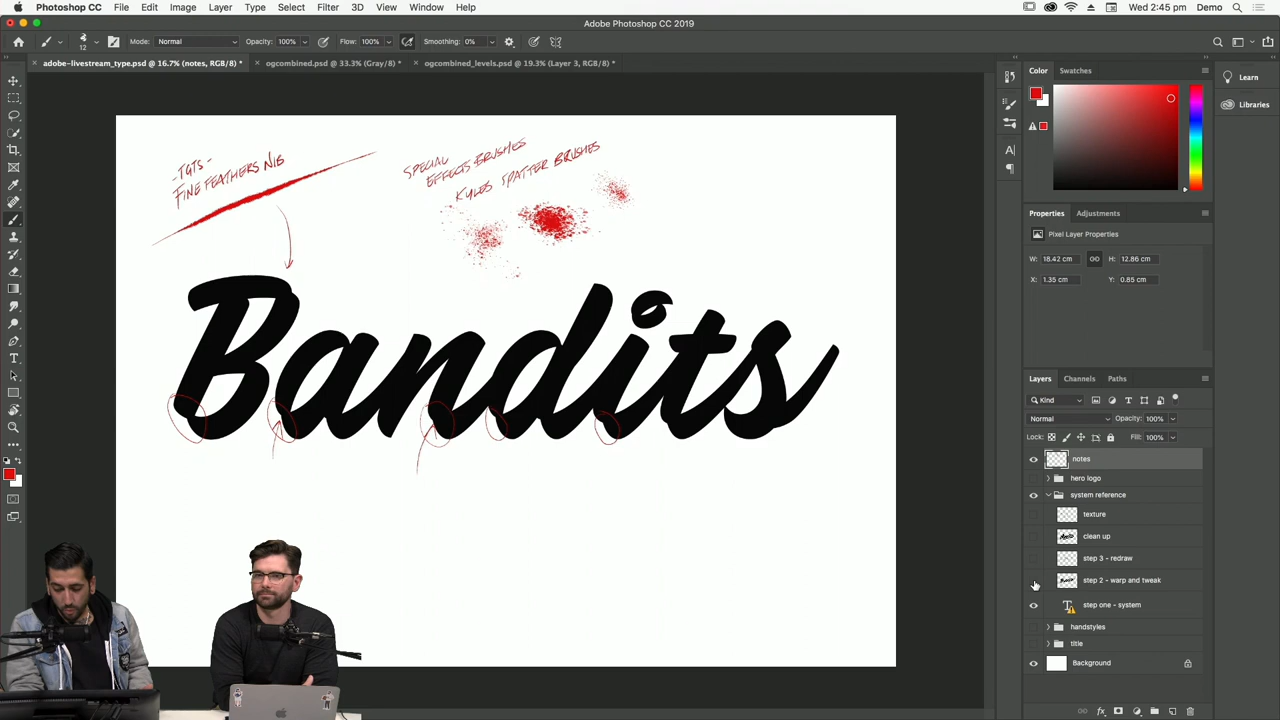 Photoshop CC File Edit Image Layer Type Select Filter 3D View Window Help
Wed 2:45 pm Demo
Adobe Photoshop CC 2019
12 Mode: Normal Opacity: 100% Flow: 100% Smoothing: 0%
adobe-livestream_type.psd @ 16.7% (notes, RGB/8) * ogcombined.psd @ 33.3% (Gray/8) * ogcombined_levels.psd @ 19.3% (Layer 3, RGB/8) *
Color Swatches
Learn
Libraries
- TGTS -
FINE FEATHERS NIB
SPECIAL
EFFECTS BRUSHES
KYLES SPATTER BRUSHES
Bandits
Properties Adjustments
Pixel Layer Properties
W: 18.42 cm H: 12.86 cm
X: 1.35 cm Y: 0.85 cm
Layers Channels Paths
Kind
Normal Opacity: 100%
Lock: Fill: 100%
notes
hero logo
system reference
texture
clean up
step 3 - redraw
step 2 - warp and tweak
step one - system
handstyles
title
Background